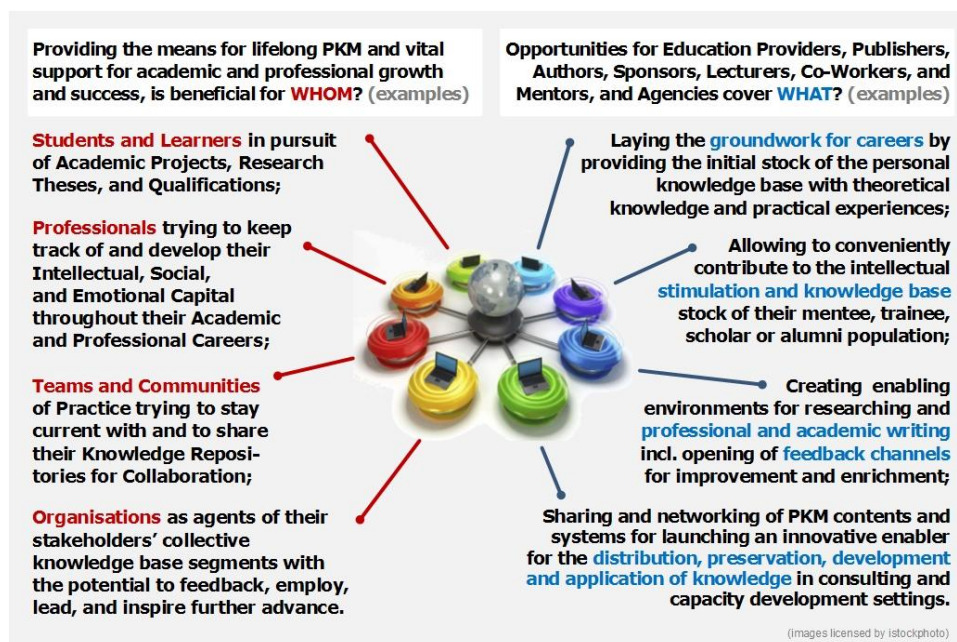 Providing the means for lifelong PKM and vital
support for academic and professional growth
and success, is beneficial for WHOM? (examples)
Students and Learners in pursuit
of Academic Projects, Research
Theses, and Qualifications;
Professionals trying to keep
track of and develop their
Intellectual, Social,
and Emotional Capital
throughout their Academic
and Professional Careers;
Teams and Communities
of Practice trying to stay
current with and to share
their Knowledge Reposi-
tories for Collaboration;
Organisations as agents of their
stakeholders’ collective
knowledge base segments with
the potential to feedback, employ,
lead, and inspire further advance.
Opportunities for Education Providers, Publishers,
Authors, Sponsors, Lecturers, Co-Workers, and
Mentors, and Agencies cover WHAT? (examples)
Laying the groundwork for careers by
providing the initial stock of the personal
knowledge base with theoretical
knowledge and practical experiences;
Allowing to conveniently
contribute to the intellectual
stimulation and knowledge base
stock of their mentee, trainee,
scholar or alumni population;
Creating enabling
environments for researching and
professional and academic writing
incl. opening of feedback channels
for improvement and enrichment;
Sharing and networking of PKM contents and
systems for launching an innovative enabler
for the distribution, preservation, development
and application of knowledge in consulting and
capacity development settings.
(images licensed by istockphoto)